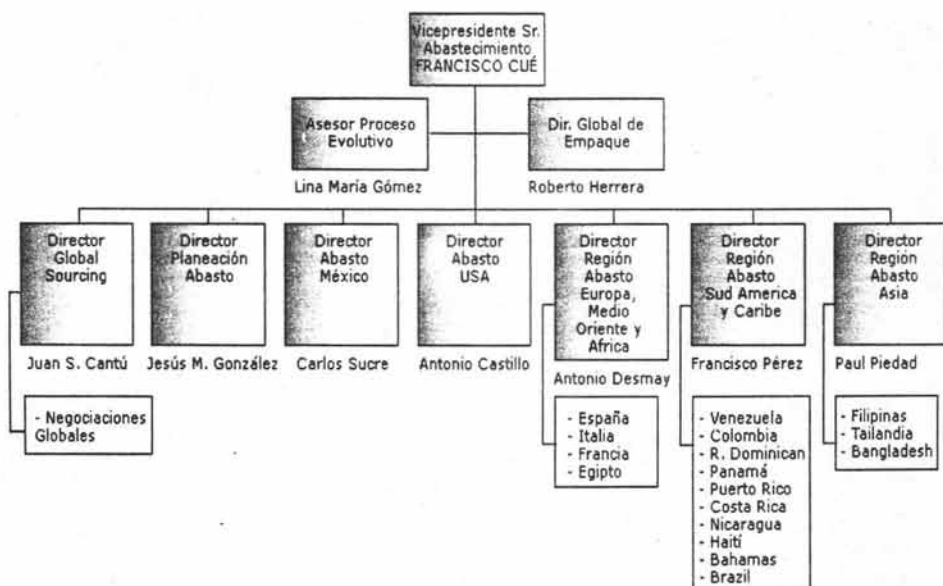 Vicepresidente Sr.
Abastecimiento
FRANCISCO CUÉ
Asesor Proceso
Evolutivo
Lina María Gómez
Dir. Global de
Empaque
Roberto Herrera
Director
Global
Sourcing
Juan S. Cantú
- Negociaciones
Globales
Director
Planeación
Abasto
Jesús M. González
Director
Abasto
México
Carlos Sucre
Director
Abasto
USA
Antonio Castillo
Director
Región
Abasto
Europa,
Medio
Oriente y
Africa
Antonio Desmay
- España
- Italia
- Francia
- Egipto
Director
Región
Abasto
Sud America
y Caribe
Francisco Pérez
- Venezuela
- Colombia
- R. Dominican
- Panamá
- Puerto Rico
- Costa Rica
- Nicaragua
- Haití
- Bahamas
- Brazil
Director
Región
Abasto
Asia
Paul Piedad
- Filipinas
- Tailandia
- Bangladesh